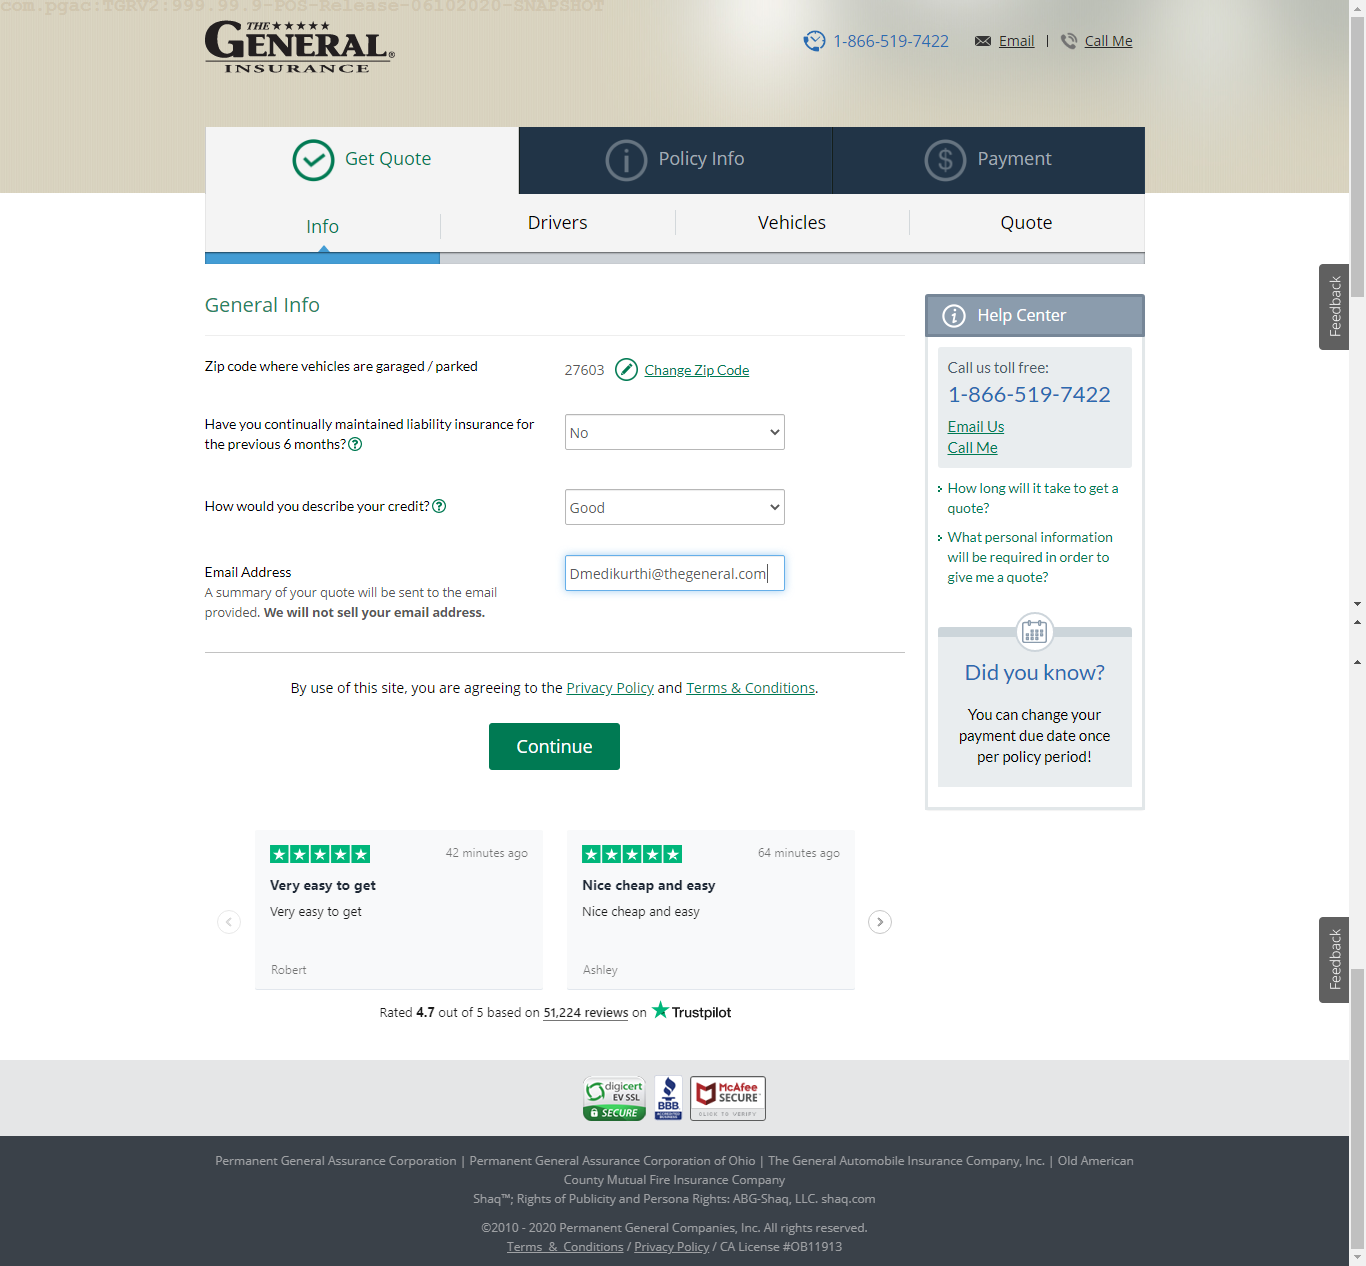 com.pgac:TGRV2:999.99.9-POS-Release-06102020-SNAPSHOT
THE
GENERAL®
INSURANCE
1-866-519-7422 Email | Call Me
Get Quote Policy Info Payment
Info Drivers Vehicles Quote
General Info
Zip code where vehicles are garaged / parked
27603 Change Zip Code
Have you continually maintained liability insurance for
the previous 6 months?
No
How would you describe your credit?
Good
Email Address
A summary of your quote will be sent to the email
provided. We will not sell your email address.
Dmedikurthi@thegeneral.com
By use of this site, you are agreeing to the Privacy Policy and Terms & Conditions.
Continue
Help Center
Call us toll free:
1-866-519-7422
Email Us
Call Me
How long will it take to get a
quote?
What personal information
will be required in order to
give me a quote?
Did you know?
You can change your
payment due date once
per policy period!
Feedback
42 minutes ago
Very easy to get
Very easy to get
Robert
64 minutes ago
Nice cheap and easy
Nice cheap and easy
Ashley
Rated 4.7 out of 5 based on 51,224 reviews on Trustpilot
Feedback
digicert
EV SSL
SECURE
BBB
ACCREDITED
BUSINESS
McAfee
SECURE
CLICK TO VERIFY
Permanent General Assurance Corporation | Permanent General Assurance Corporation of Ohio | The General Automobile Insurance Company, Inc. | Old American
County Mutual Fire Insurance Company
Shaq™; Rights of Publicity and Persona Rights: ABG-Shaq, LLC. shaq.com
©2010 - 2020 Permanent General Companies, Inc. All rights reserved.
Terms & Conditions / Privacy Policy / CA License #OB11913